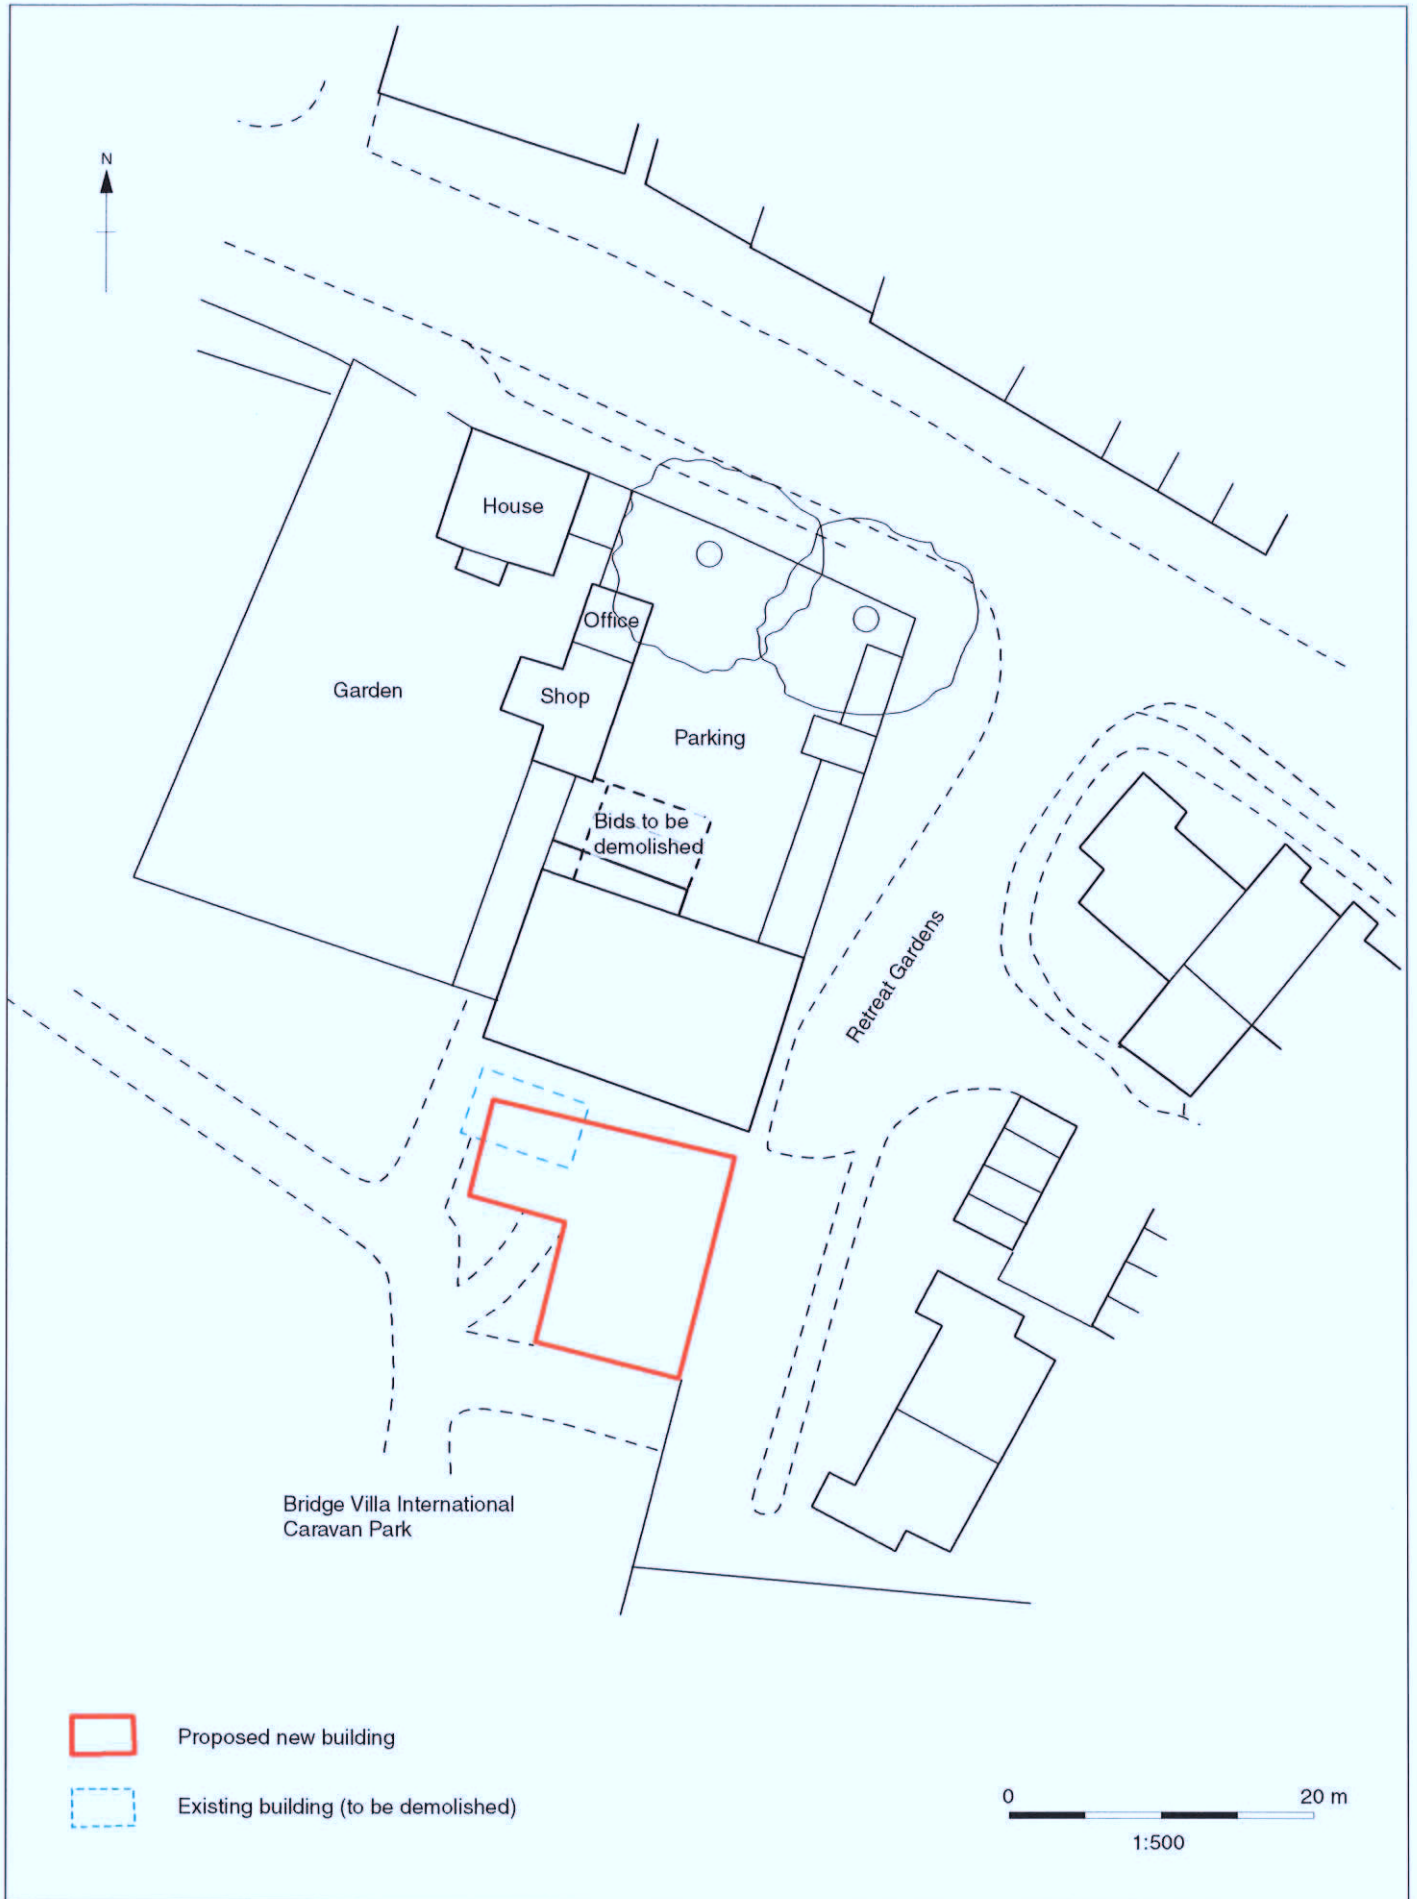 N
House
Office
Garden
Shop
Parking
Bids to be
demolished
Retreat Gardens
Bridge Villa International
Caravan Park
Proposed new building
Existing building (to be demolished)
0 20 m
1:500